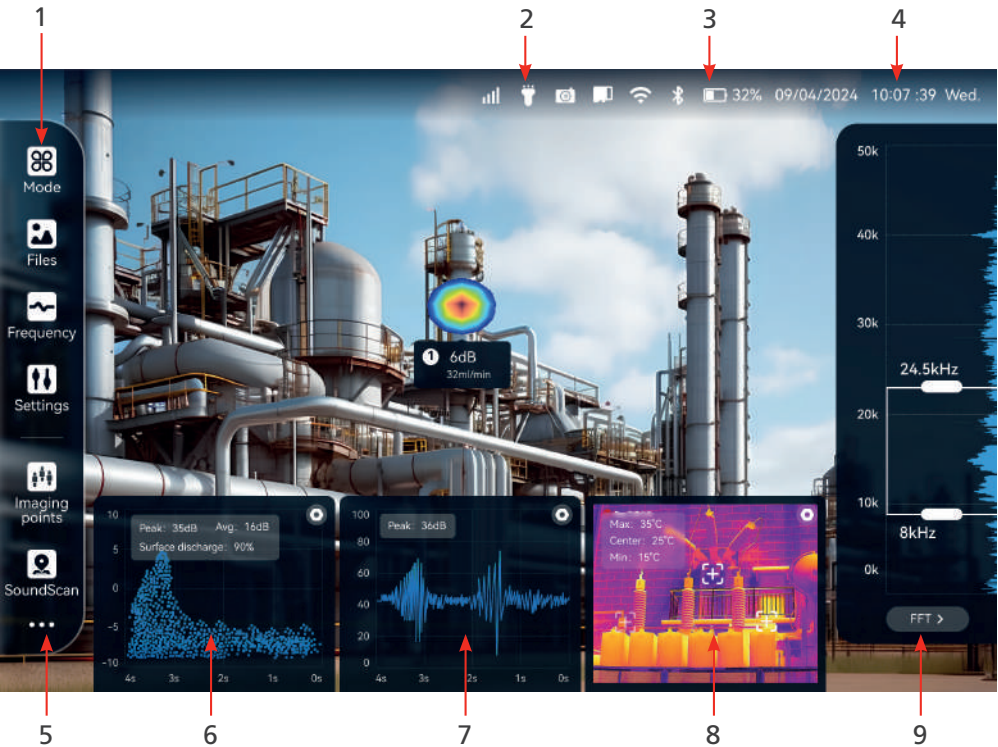 1
2
3
4
32% 09/04/2024 10:07 :39 Wed.
Mode
Files
Frequency
Settings
Imaging
points
SoundScan
1 6dB
32ml/min
50k
40k
30k
24.5kHz
20k
10k
8kHz
0k
FFT >
10
5
0
-5
-10
4s 3s 2s 1s 0s
Peak: 35dB Avg: 16dB
Surface discharge: 90%
100
80
60
40
20
0
4s 3s 2s 1s 0s
Peak: 36dB
Max: 35°C
Center: 25°C
Min: 15°C
5
6
7
8
9